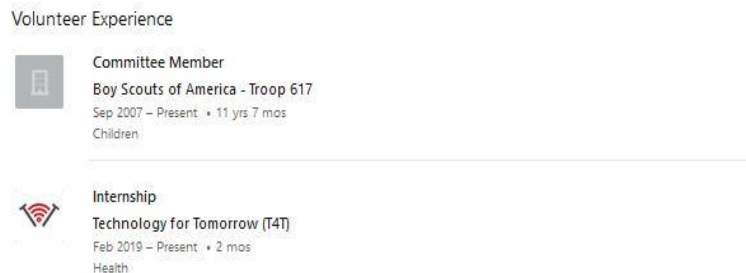 Volunteer Experience
Committee Member
Boy Scouts of America - Troop 617
Sep 2007 – Present • 11 yrs 7 mos
Children
Internship
Technology for Tomorrow (T4T)
Feb 2019 – Present • 2 mos
Health